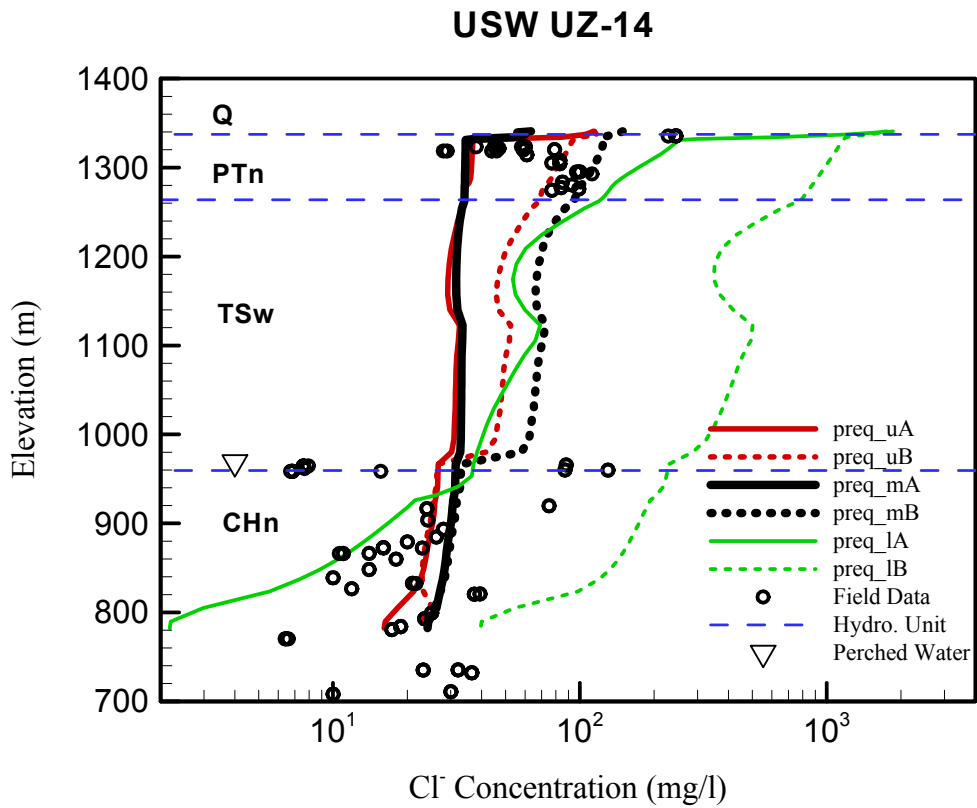 USW UZ-14
1400
1300
1200
1100
1000
900
800
700
Elevation (m)
Q
PTn
TSw
CHn
preq_uA
preq_uB
preq_mA
preq_mB
preq_lA
preq_lB
Field Data
Hydro. Unit
Perched Water
10¹
10²
10³
Cl⁻ Concentration (mg/l)